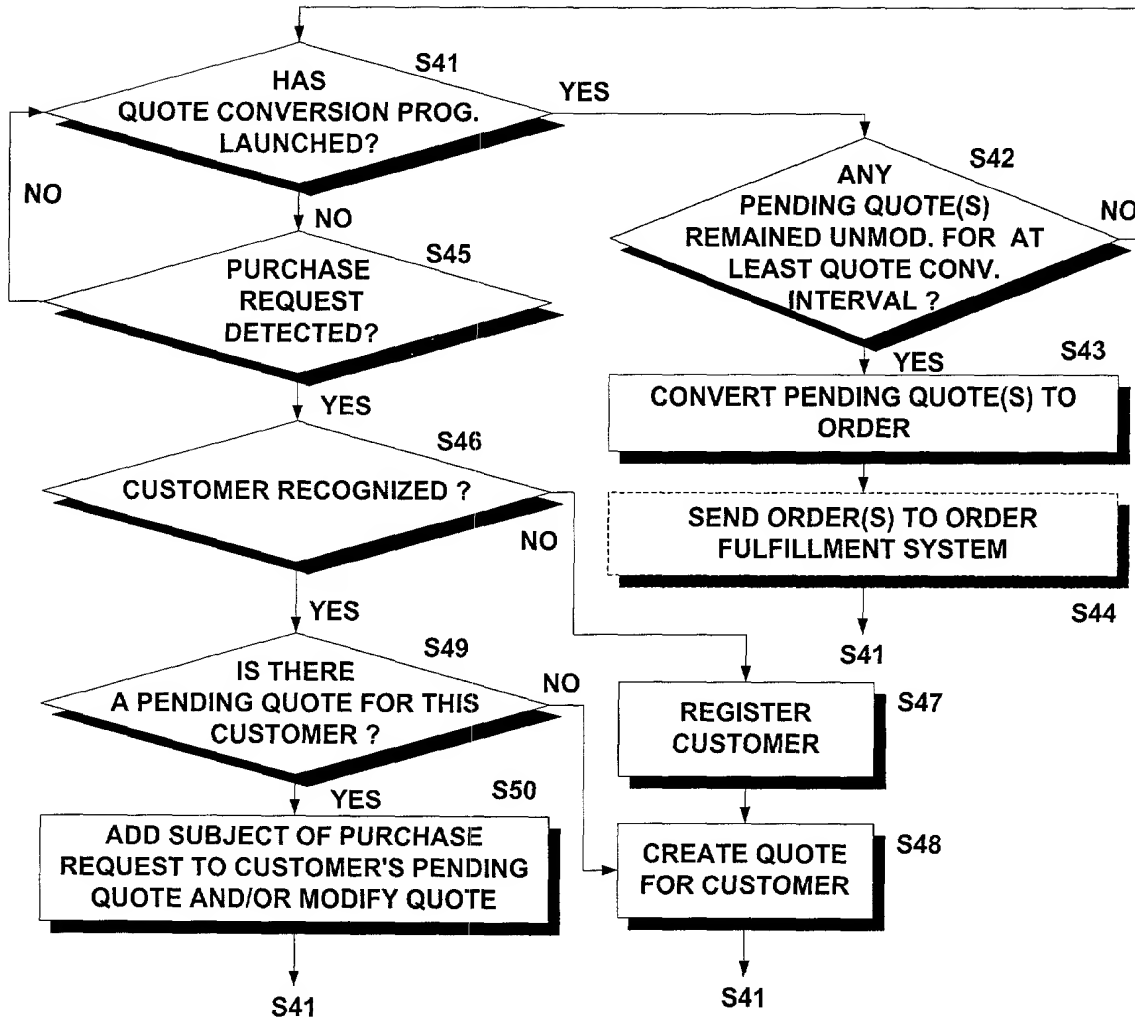 S41
HAS
QUOTE CONVERSION PROG.
LAUNCHED?
YES
NO
NO
S42
ANY
PENDING QUOTE(S)
REMAINED UNMOD. FOR AT
LEAST QUOTE CONV.
INTERVAL ?
NO
YES
S45
PURCHASE
REQUEST
DETECTED?
YES
S43
CONVERT PENDING QUOTE(S) TO
ORDER
S46
CUSTOMER RECOGNIZED ?
NO
YES
SEND ORDER(S) TO ORDER
FULFILLMENT SYSTEM
S44
S41
S49
IS THERE
A PENDING QUOTE FOR THIS
CUSTOMER ?
NO
YES
S47
REGISTER
CUSTOMER
S50
ADD SUBJECT OF PURCHASE
REQUEST TO CUSTOMER'S PENDING
QUOTE AND/OR MODIFY QUOTE
S48
CREATE QUOTE
FOR CUSTOMER
S41
S41